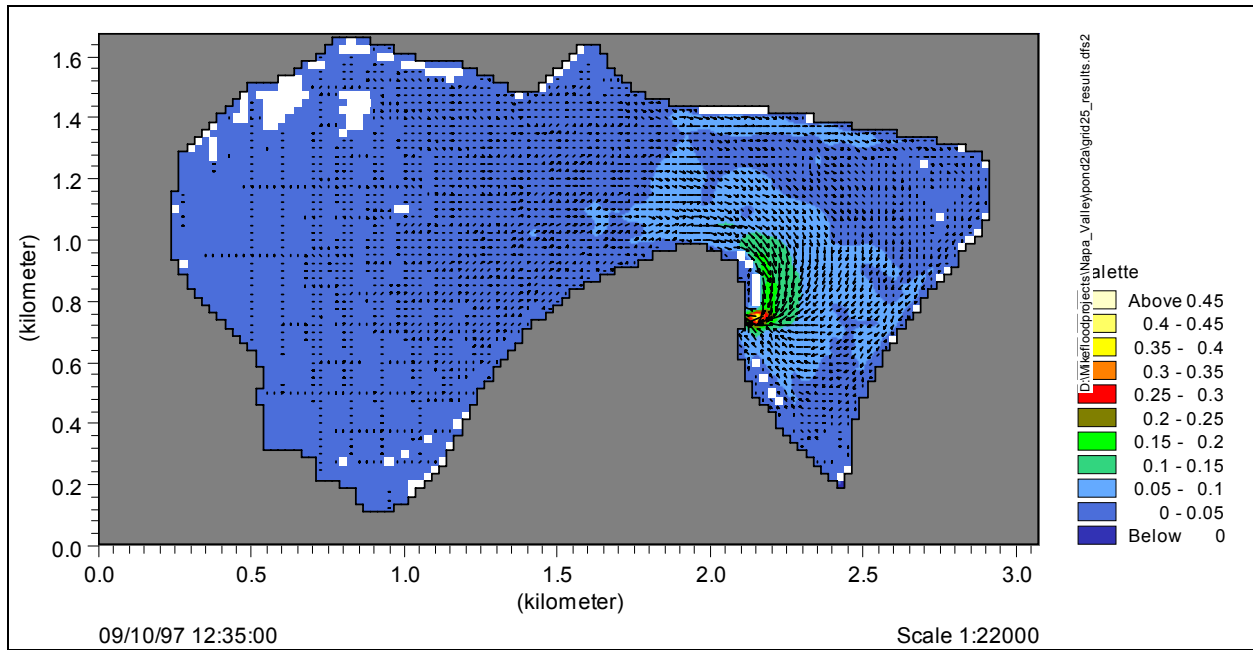 1.6
1.4
1.2
1.0
0.8
0.6
0.4
0.2
0.0
(kilometer)
0.0 0.5 1.0 1.5 2.0 2.5 3.0
(kilometer)
09/10/97 12:35:00
Scale 1:22000
D:\Mikefloodprojects\Napa_Valley\pond2a\grid25_results.dfs2
alette
Above 0.45
0.4 - 0.45
0.35 - 0.4
0.3 - 0.35
0.25 - 0.3
0.2 - 0.25
0.15 - 0.2
0.1 - 0.15
0.05 - 0.1
0 - 0.05
Below 0